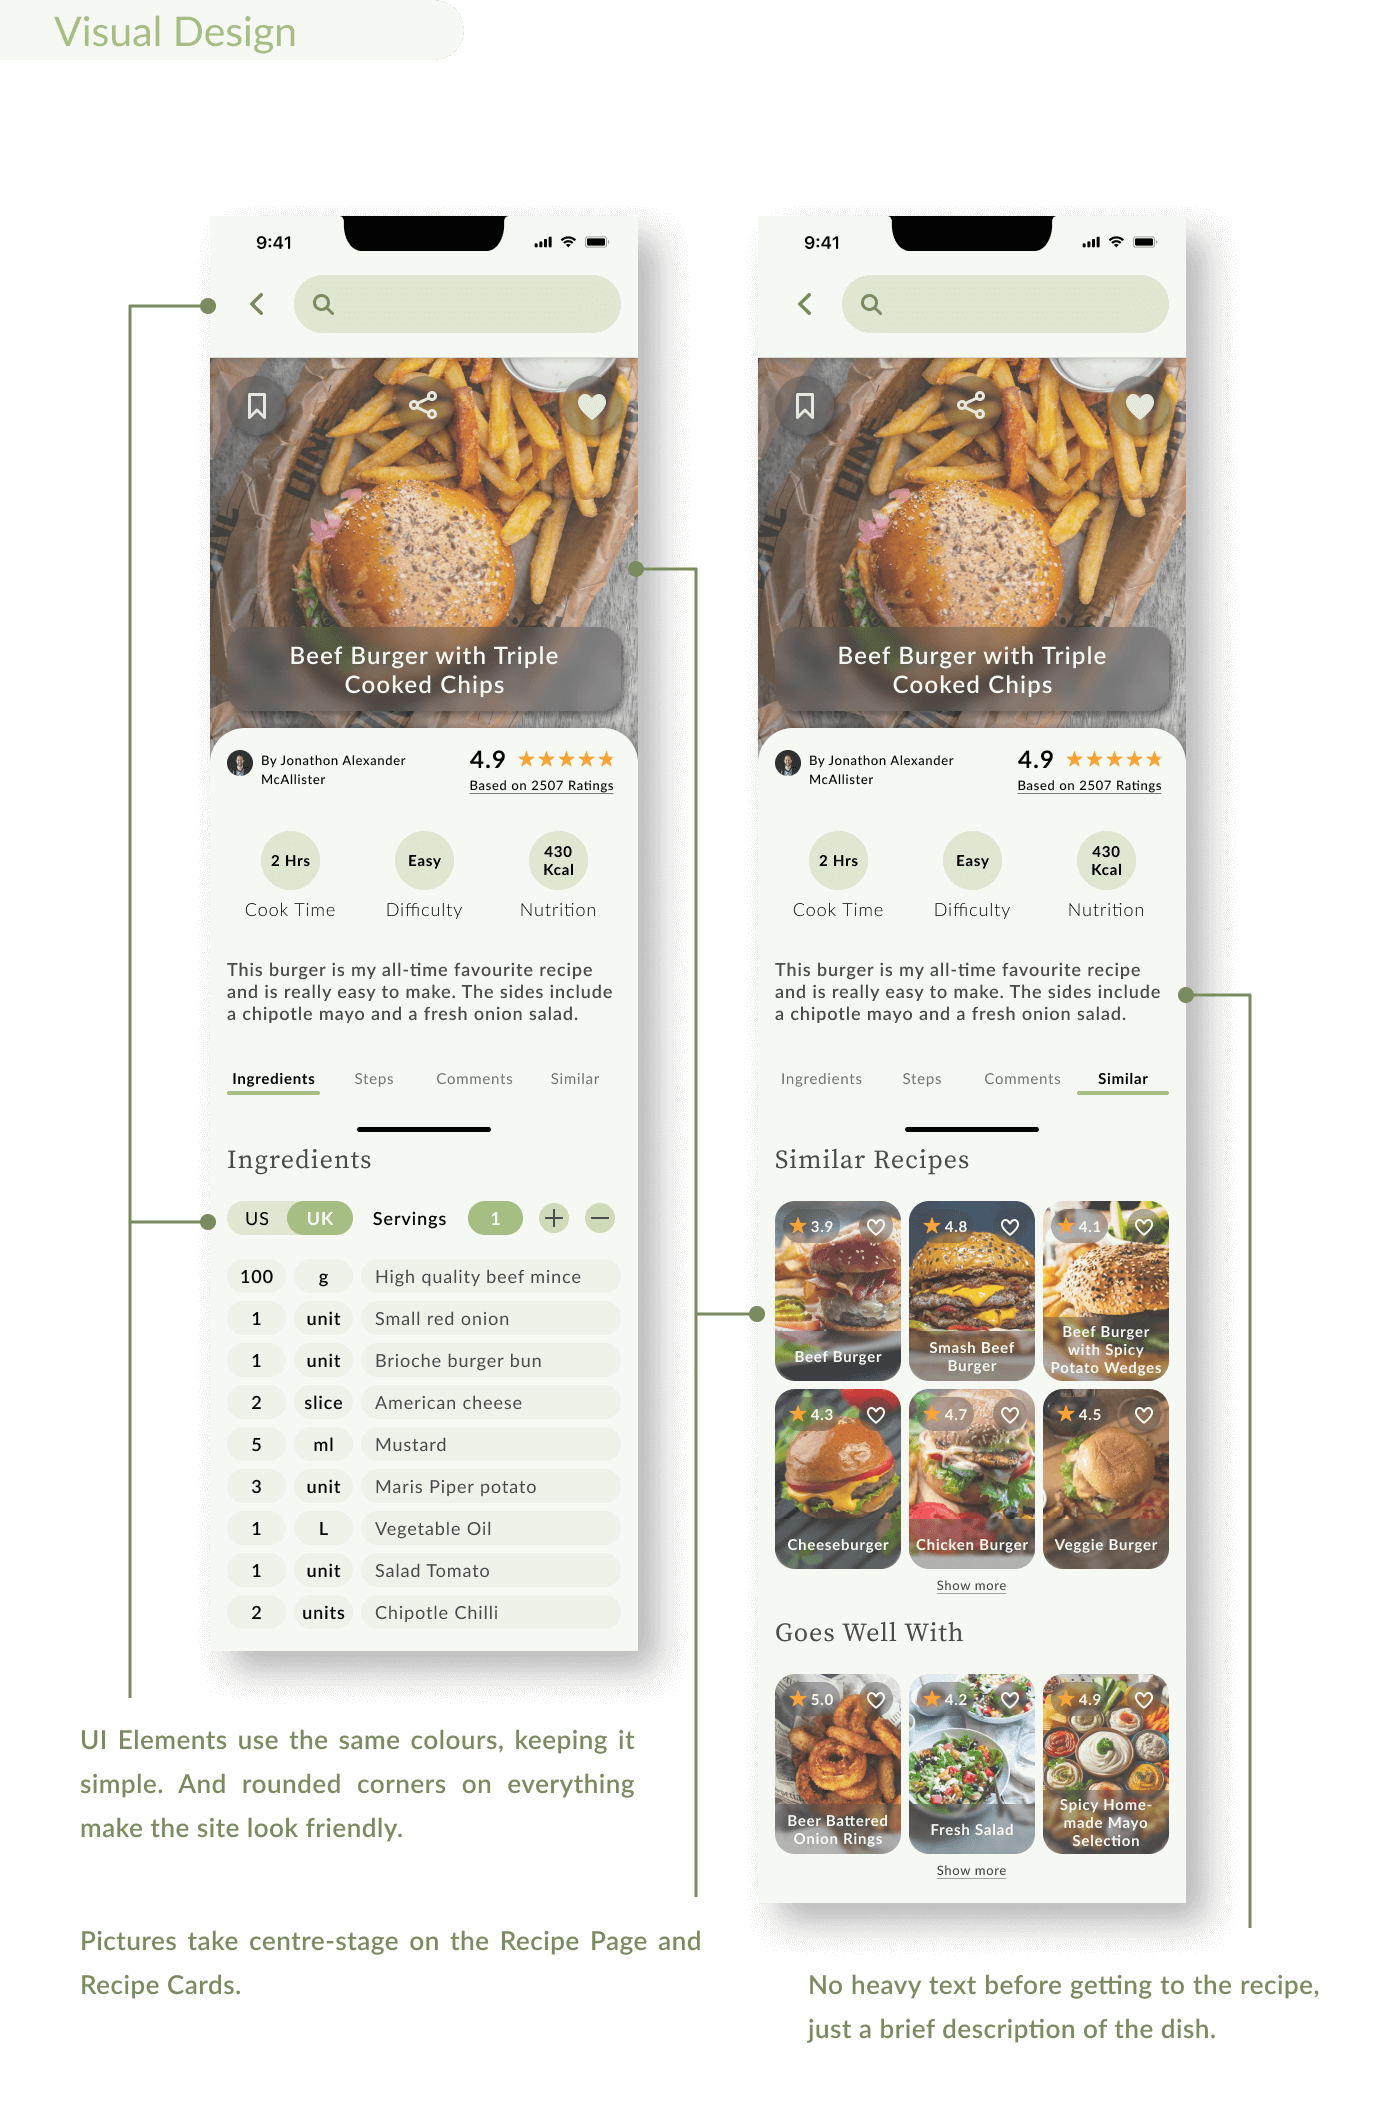 Visual Design
9:41
Beef Burger with Triple
Cooked Chips
By Jonathon Alexander
McAllister
4.9
Based on 2507 Ratings
2 Hrs
Easy
430
Kcal
Cook Time
Difficulty
Nutrition
This burger is my all-time favourite recipe
and is really easy to make. The sides include
a chipotle mayo and a fresh onion salad.
Ingredients Steps Comments Similar
Ingredients
US UK Servings 1
100 g High quality beef mince
1 unit Small red onion
1 unit Brioche burger bun
2 slice American cheese
5 ml Mustard
3 unit Maris Piper potato
1 L Vegetable Oil
1 unit Salad Tomato
2 units Chipotle Chilli
9:41
Beef Burger with Triple
Cooked Chips
By Jonathon Alexander
McAllister
4.9
Based on 2507 Ratings
2 Hrs
Easy
430
Kcal
Cook Time
Difficulty
Nutrition
This burger is my all-time favourite recipe
and is really easy to make. The sides include
a chipotle mayo and a fresh onion salad.
Ingredients Steps Comments Similar
Similar Recipes
3.9
Beef Burger
4.8
Smash Beef
Burger
4.1
Beef Burger
with Spicy
Potato Wedges
4.3
Cheeseburger
4.7
Chicken Burger
4.5
Veggie Burger
Show more
Goes Well With
5.0
Beer Battered
Onion Rings
4.2
Fresh Salad
4.9
Spicy Home-
made Mayo
Selection
Show more
UI Elements use the same colours, keeping it
simple. And rounded corners on everything
make the site look friendly.
Pictures take centre-stage on the Recipe Page and
Recipe Cards.
No heavy text before getting to the recipe,
just a brief description of the dish.